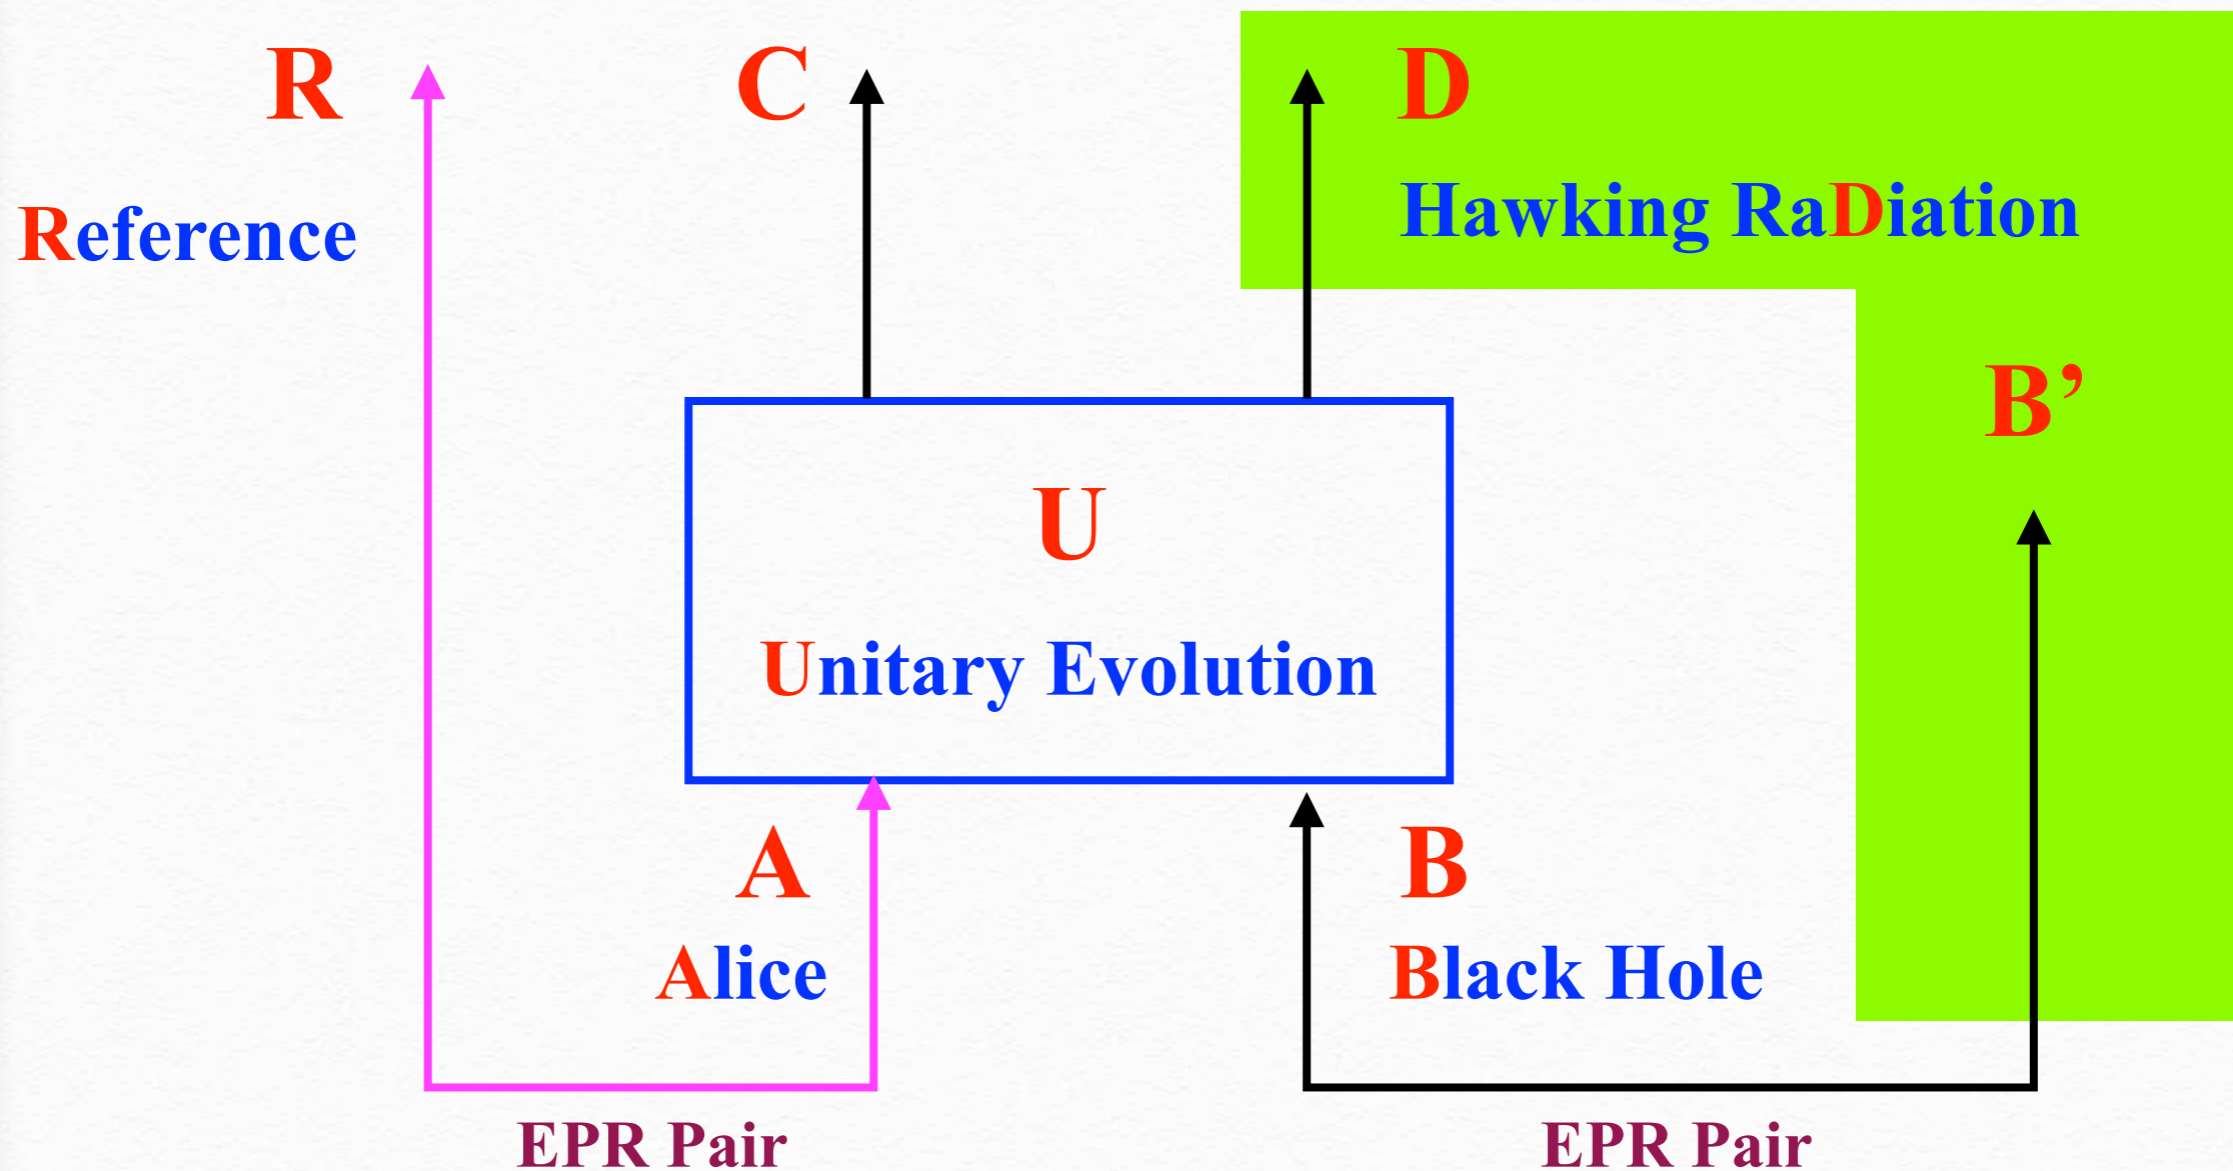 R
C
D
Reference
Hawking RaDiation
B’
U
Unitary Evolution
A
Alice
B
Black Hole
EPR Pair
EPR Pair